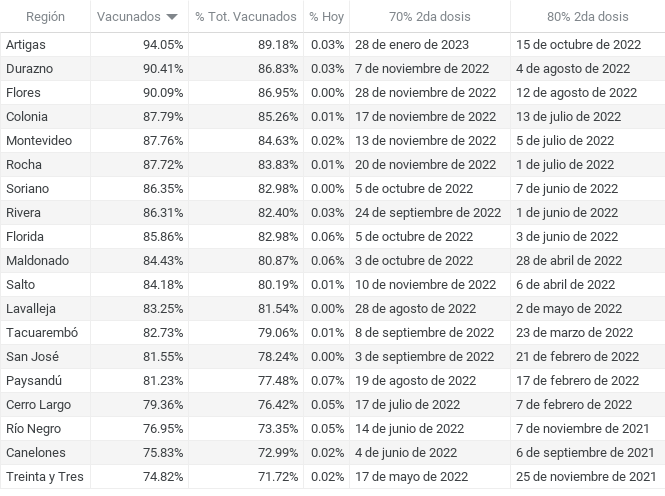 Región Vacunados % Tot. Vacunados % Hoy 70% 2da dosis 80% 2da dosis
Artigas 94.05% 89.18% 0.03% 28 de enero de 2023 15 de octubre de 2022
Durazno 90.41% 86.83% 0.03% 7 de noviembre de 2022 4 de agosto de 2022
Flores 90.09% 86.95% 0.00% 28 de noviembre de 2022 12 de agosto de 2022
Colonia 87.79% 85.26% 0.01% 17 de noviembre de 2022 13 de julio de 2022
Montevideo 87.76% 84.63% 0.02% 13 de noviembre de 2022 5 de julio de 2022
Rocha 87.72% 83.83% 0.01% 20 de noviembre de 2022 1 de julio de 2022
Soriano 86.35% 82.98% 0.00% 5 de octubre de 2022 7 de junio de 2022
Rivera 86.31% 82.40% 0.03% 24 de septiembre de 2022 1 de junio de 2022
Florida 85.86% 82.98% 0.06% 5 de octubre de 2022 3 de junio de 2022
Maldonado 84.43% 80.87% 0.06% 3 de octubre de 2022 28 de abril de 2022
Salto 84.18% 80.19% 0.01% 10 de noviembre de 2022 6 de abril de 2022
Lavalleja 83.25% 81.54% 0.00% 28 de agosto de 2022 2 de mayo de 2022
Tacuarembó 82.73% 79.06% 0.01% 8 de septiembre de 2022 23 de marzo de 2022
San José 81.55% 78.24% 0.00% 3 de septiembre de 2022 21 de febrero de 2022
Paysandú 81.23% 77.48% 0.07% 19 de agosto de 2022 17 de febrero de 2022
Cerro Largo 79.36% 76.42% 0.05% 17 de julio de 2022 7 de febrero de 2022
Río Negro 76.95% 73.35% 0.05% 14 de junio de 2022 7 de noviembre de 2021
Canelones 75.83% 72.99% 0.02% 4 de junio de 2022 6 de septiembre de 2021
Treinta y Tres 74.82% 71.72% 0.02% 17 de mayo de 2022 25 de noviembre de 2021